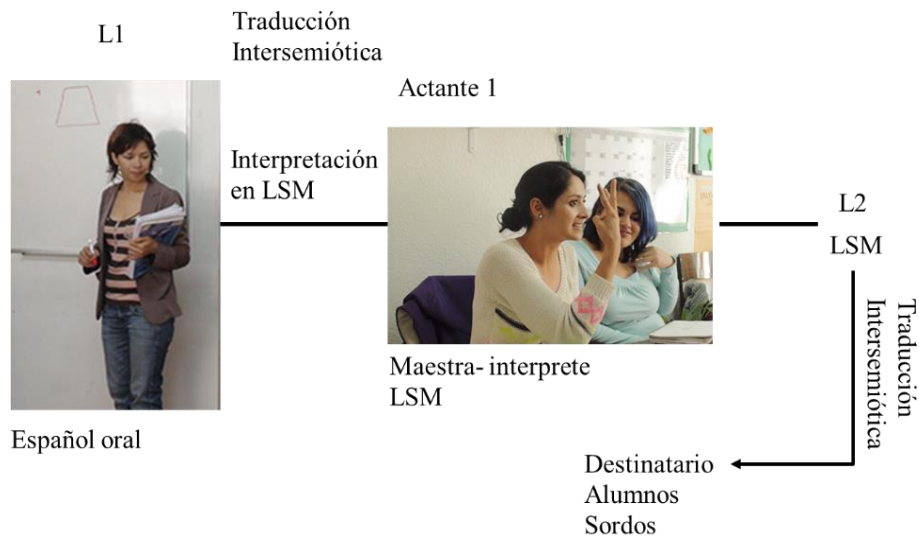 L1
Traducción
Intersemiótica
Actante 1
Interpretación
en LSM
L2
LSM
Traducción
Intersemiótica
Maestra- interprete
LSM
Español oral
Destinatario
Alumnos
Sordos